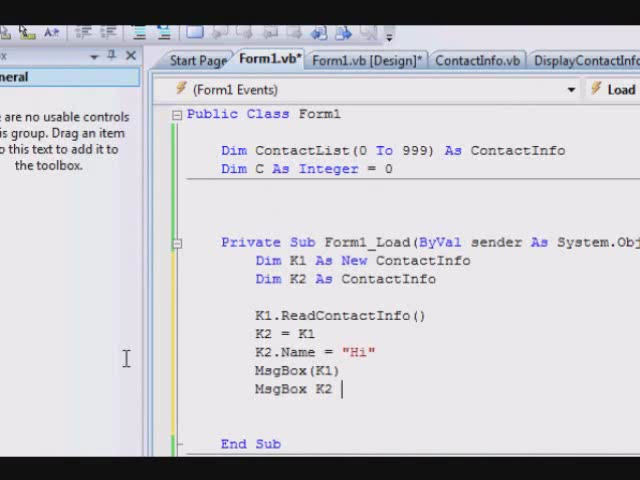 Start Page
Form1.vb*
Form1.vb [Design]*
ContactInfo.vb
DisplayContactInfo
x
neral
(Form1 Events)
Load
are no usable controls
is group. Drag an item
o this text to add it to
the toolbox.
Public Class Form1
Dim ContactList(0 To 999) As ContactInfo
Dim C As Integer = 0
Private Sub Form1_Load(ByVal sender As System.Obj
Dim K1 As New ContactInfo
Dim K2 As ContactInfo
K1.ReadContactInfo()
K2 = K1
K2.Name = "Hi"
MsgBox(K1)
MsgBox K2
End Sub